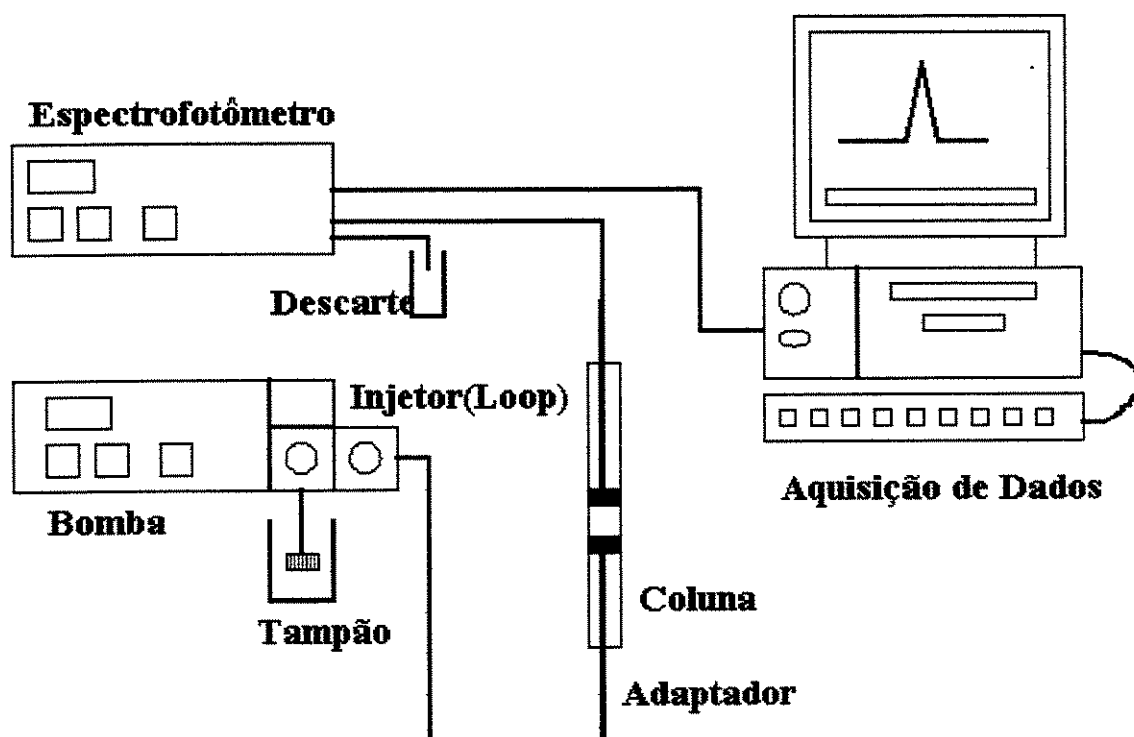 Espectrofotômetro
Descarte
Injetor(Loop)
Bomba
Tampão
Aquisição de Dados
Coluna
Adaptador